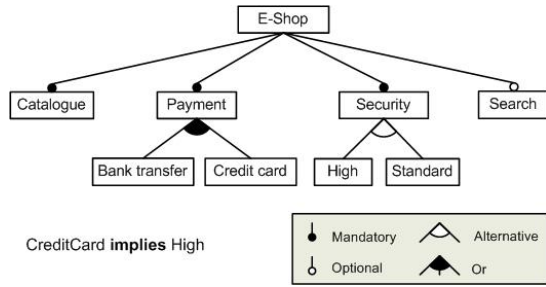 E-Shop
Catalogue
Payment
Security
Search
Bank transfer
Credit card
High
Standard
CreditCard implies High
Mandatory
Alternative
Optional
Or